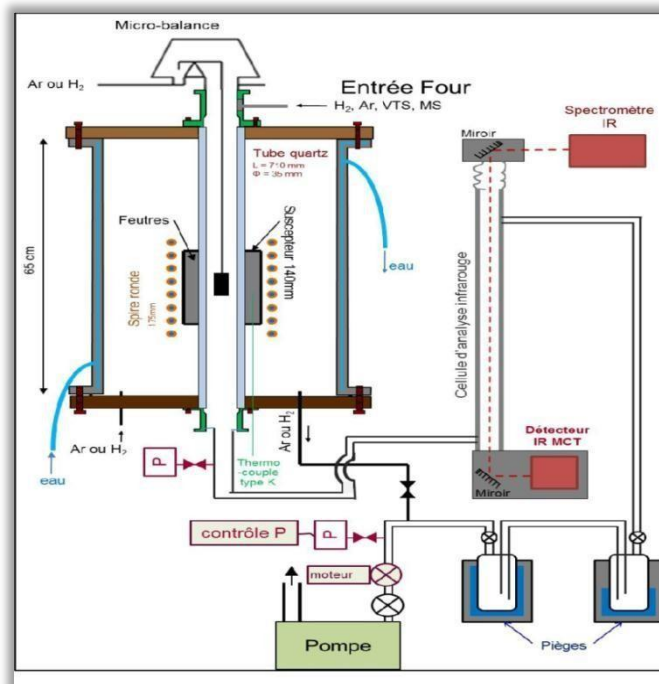 Micro-balance
Ar ou H₂
Entrée Four
H₂, Ar, VTS, MS
Spectromètre
IR
Miroir
Tube quartz
L = 710 mm
Φ = 35 mm
Feutres
Suscepteur 140mm
65 cm
Spire ronde
175mm
eau
Cellule d'analyse infrarouge
Ar ou H₂
Ar ou H₂
eau
P
Thermo
-couple
type K
Détecteur
IR MCT
Miroir
contrôle P
P
moteur
Pompe
Pièges